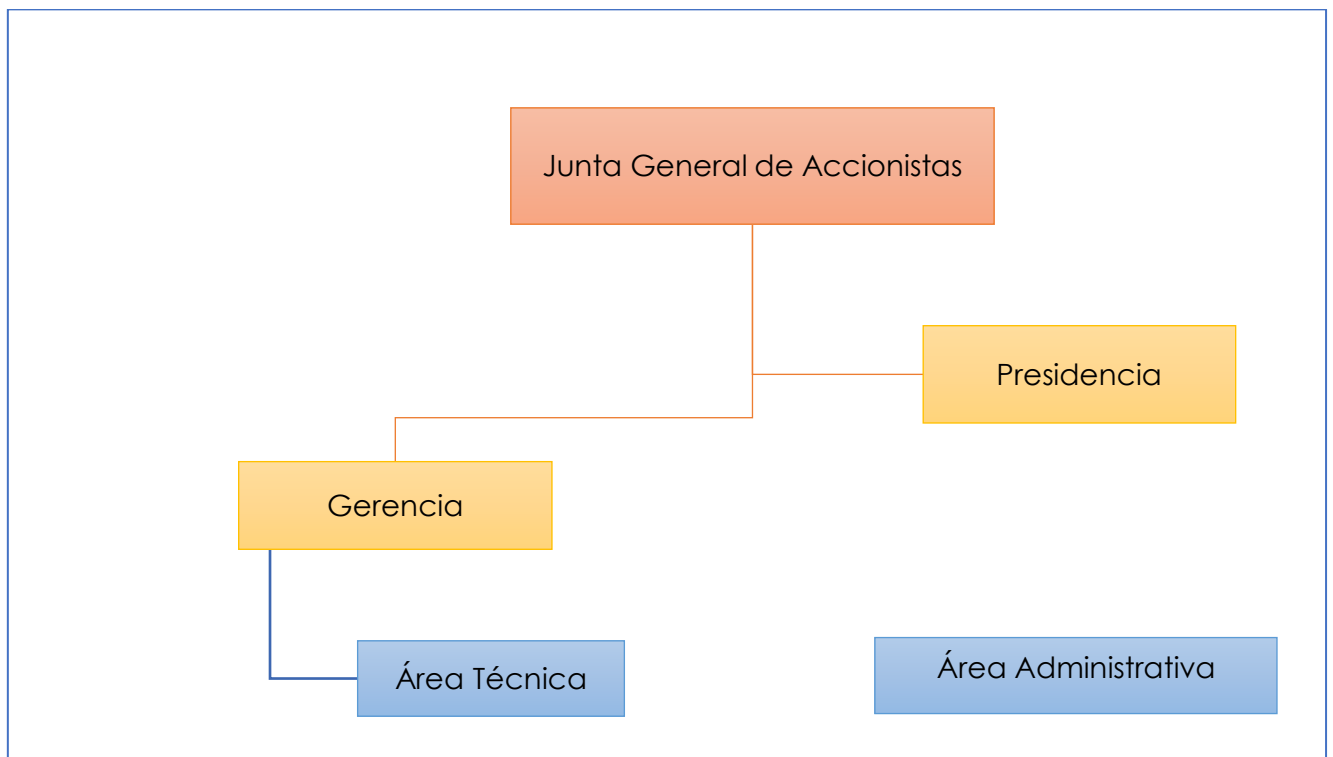 Junta General de Accionistas
Presidencia
Gerencia
Área Técnica
Área Administrativa